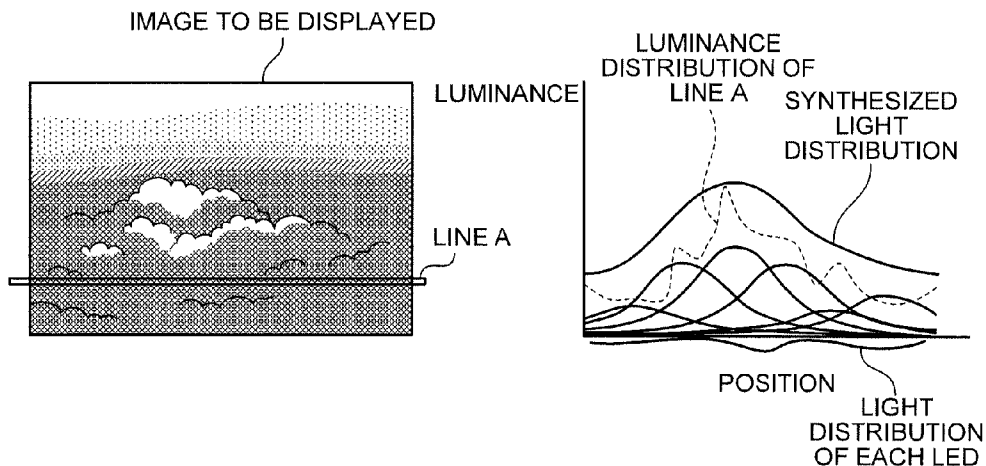 IMAGE TO BE DISPLAYED
LINE A
LUMINANCE
LUMINANCE
DISTRIBUTION OF
LINE A
SYNTHESIZED
LIGHT
DISTRIBUTION
POSITION
LIGHT
DISTRIBUTION
OF EACH LED